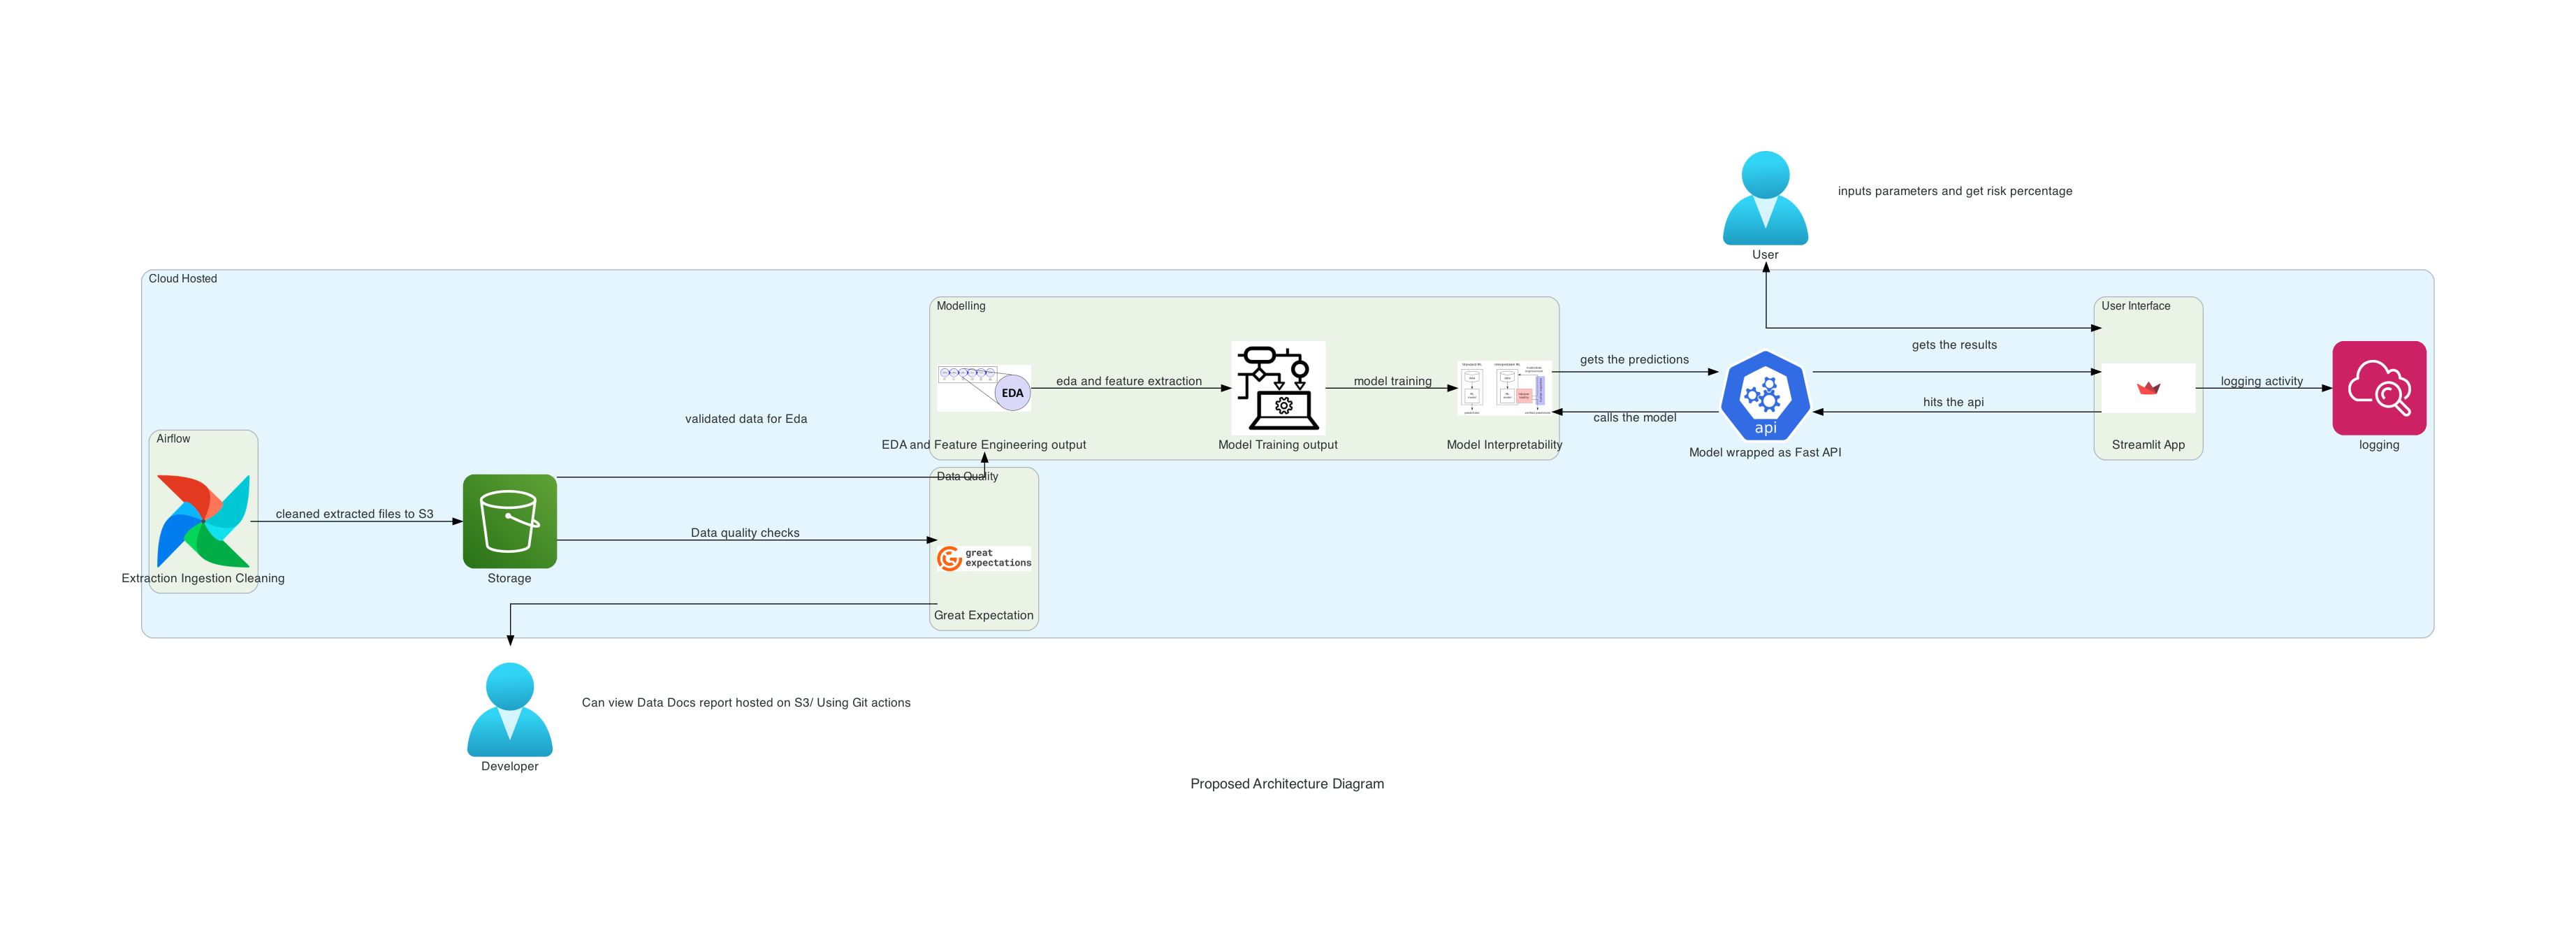 inputs parameters and get risk percentage
User
Cloud Hosted
Modelling
User Interface
gets the results
gets the predictions
eda and feature extraction
model training
logging activity
EDA
hits the api
calls the model
validated data for Eda
api
Airflow
EDA and Feature Engineering output
Model Training output
Model Interpretability
Model wrapped as Fast API
Streamlit App
logging
Data Quality
cleaned extracted files to S3
Data quality checks
great
expectations
Extraction Ingestion Cleaning
Storage
Great Expectation
Can view Data Docs report hosted on S3/ Using Git actions
Developer
Proposed Architecture Diagram